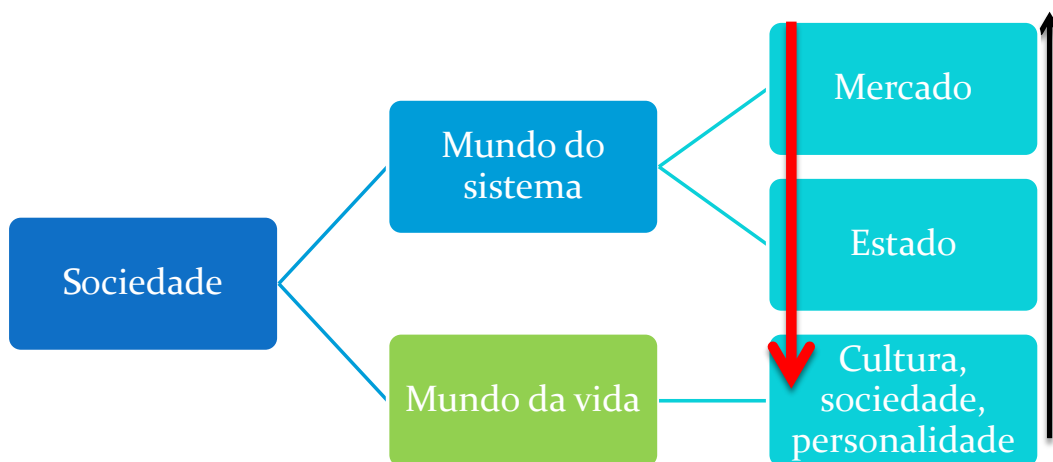 Sociedade
Mundo do
sistema
Mercado
Estado
Mundo da vida
Cultura,
sociedade,
personalidade